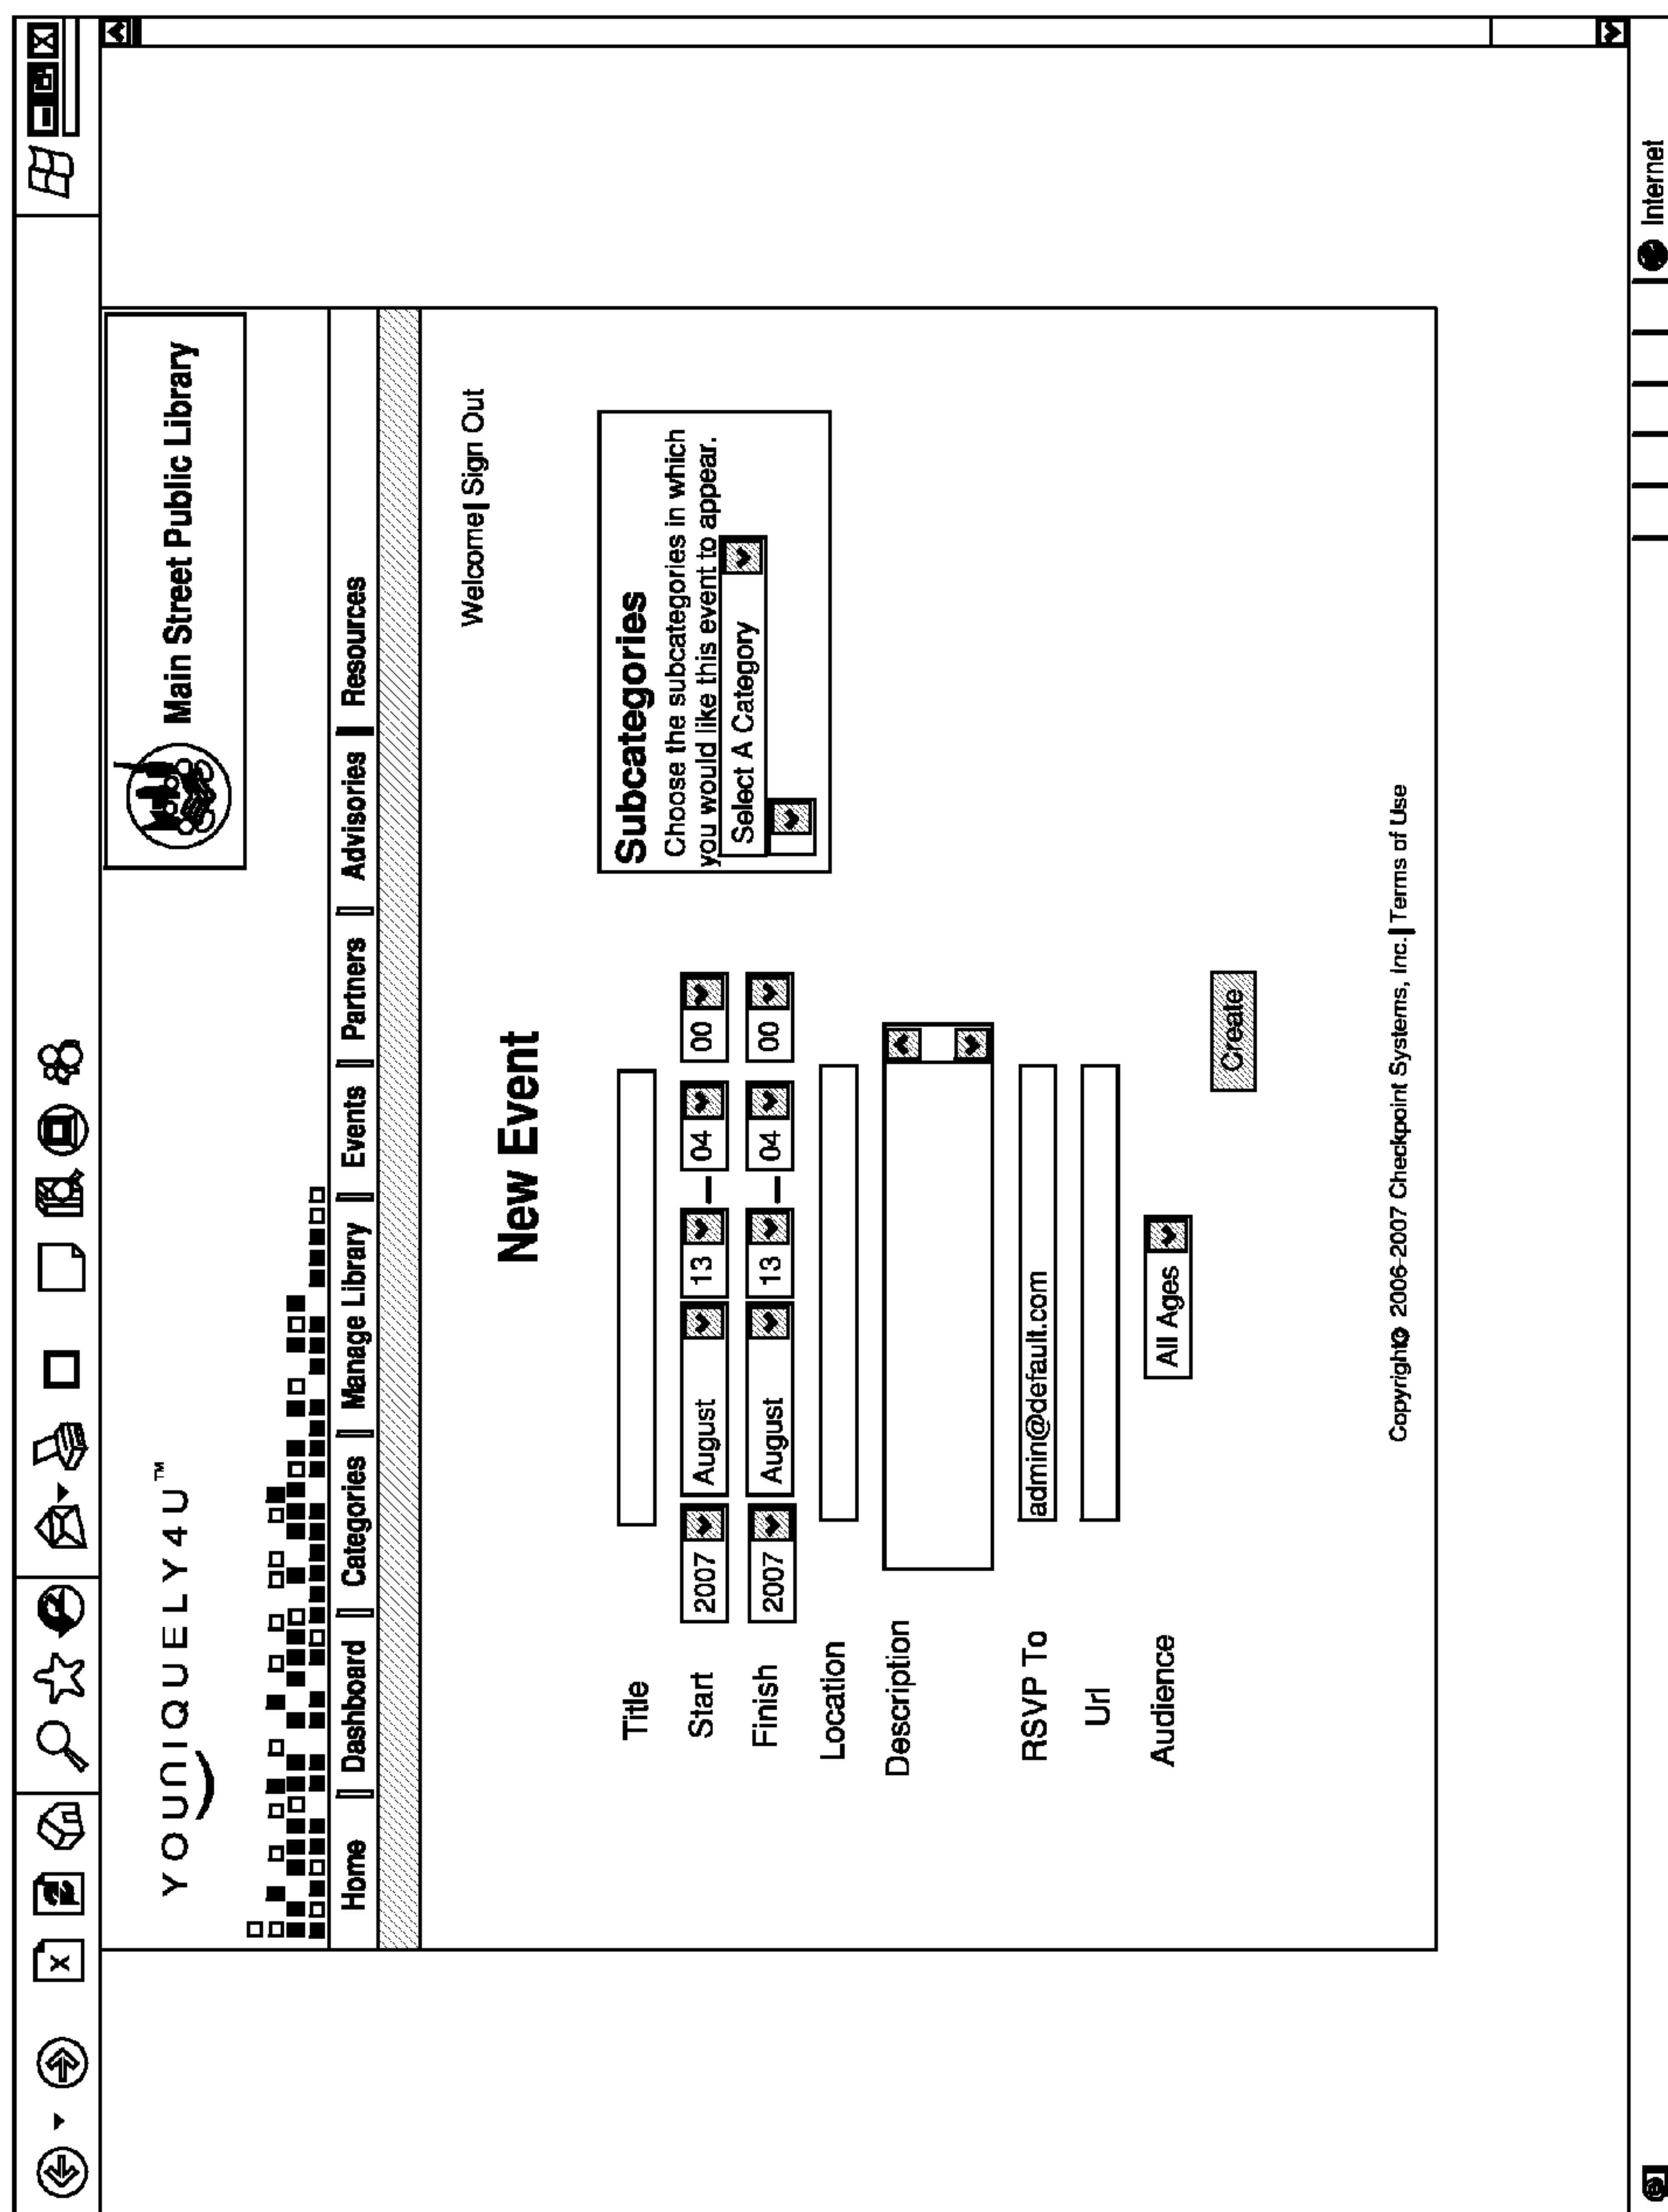 YOUNIQUELY4U™
Main Street Public Library
Home | Dashboard | Categories | Manage Library | Events | Partners | Advisories | Resources
Welcome| Sign Out
New Event
Title
Start 2007 August 13 — 04 00
Finish 2007 August 13 — 04 00
Location
Description
RSVP To admin@default.com
Url
Audience All Ages
Create
Subcategories
Choose the subcategories in which
you would like this event to appear.
Select A Category
Copyright© 2006-2007 Checkpoint Systems, Inc.| Terms of Use
Internet